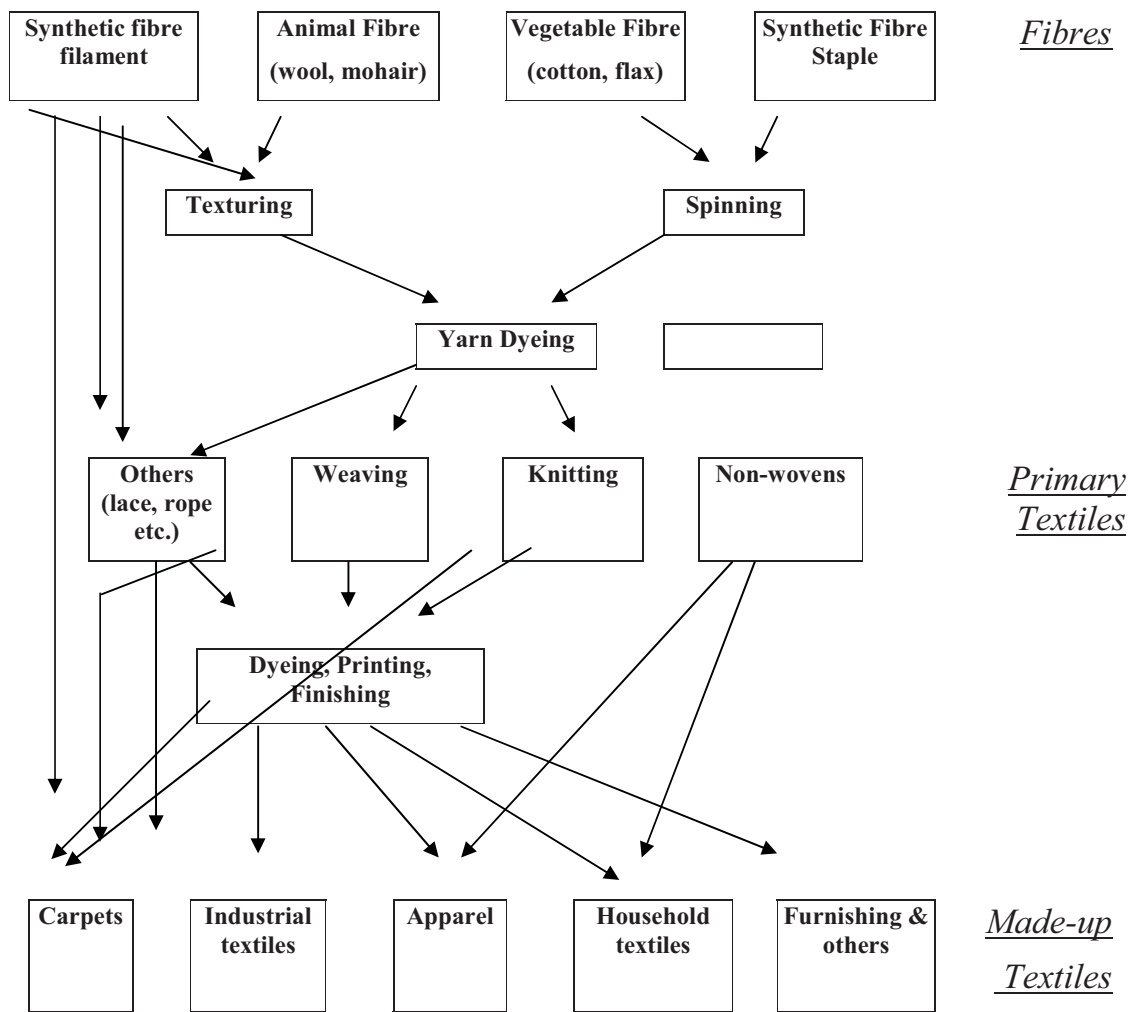 Synthetic fibre
filament
Animal Fibre
(wool, mohair)
Vegetable Fibre
(cotton, flax)
Synthetic Fibre
Staple
Fibres
Texturing
Spinning
Yarn Dyeing
Others
(lace, rope
etc.)
Weaving
Knitting
Non-wovens
Primary
Textiles
Dyeing, Printing,
Finishing
Carpets
Industrial
textiles
Apparel
Household
textiles
Furnishing &
others
Made-up
Textiles